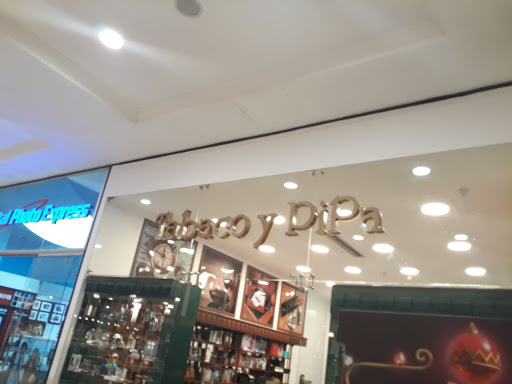 Tabaco y PiPa
Photo Express